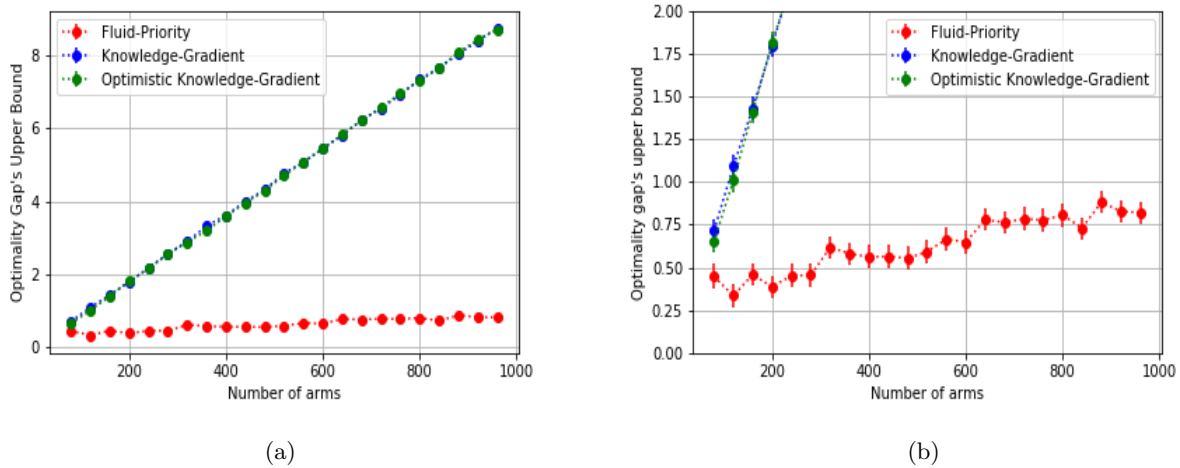 Optimality Gap's Upper Bound
8
6
4
2
0
Fluid-Priority
Knowledge-Gradient
Optimistic Knowledge-Gradient
200
400
600
800
1000
Number of arms
(a)
Optimality gap's upper bound
2.00
1.75
1.50
1.25
1.00
0.75
0.50
0.25
0.00
Fluid-Priority
Knowledge-Gradient
Optimistic Knowledge-Gradient
200
400
600
800
1000
Number of arms
(b)